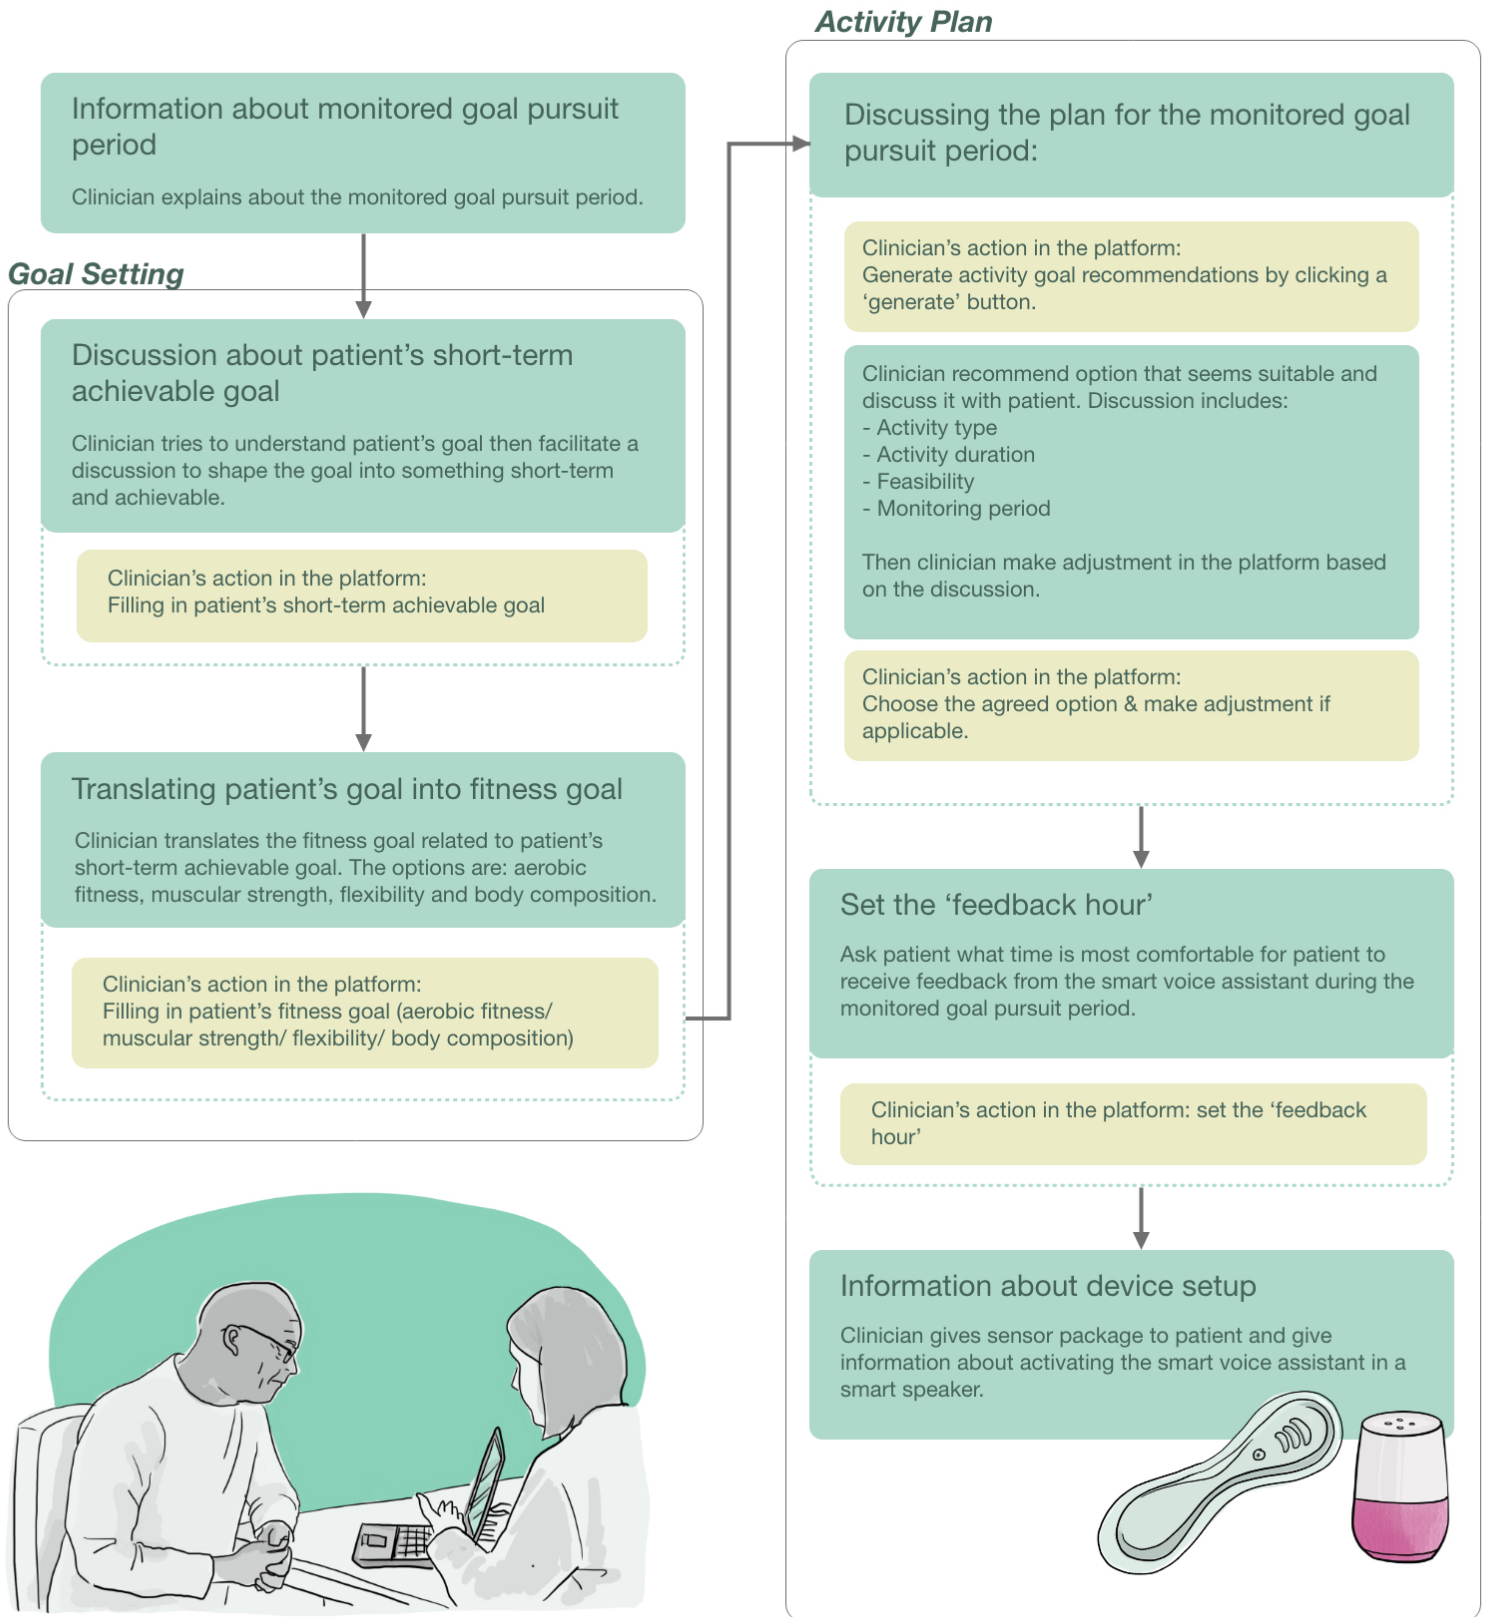 Information about monitored goal pursuit
period
Clinician explains about the monitored goal pursuit period.
Goal Setting
Discussion about patient’s short-term
achievable goal
Clinician tries to understand patient’s goal then facilitate a
discussion to shape the goal into something short-term
and achievable.
Clinician’s action in the platform:
Filling in patient’s short-term achievable goal
Translating patient’s goal into fitness goal
Clinician translates the fitness goal related to patient’s
short-term achievable goal. The options are: aerobic
fitness, muscular strength, flexibility and body composition.
Clinician’s action in the platform:
Filling in patient’s fitness goal (aerobic fitness/
muscular strength/ flexibility/ body composition)
Activity Plan
Discussing the plan for the monitored goal
pursuit period:
Clinician’s action in the platform:
Generate activity goal recommendations by clicking a
‘generate’ button.
Clinician recommend option that seems suitable and
discuss it with patient. Discussion includes:
- Activity type
- Activity duration
- Feasibility
- Monitoring period
Then clinician make adjustment in the platform based
on the discussion.
Clinician’s action in the platform:
Choose the agreed option & make adjustment if
applicable.
Set the ‘feedback hour’
Ask patient what time is most comfortable for patient to
receive feedback from the smart voice assistant during the
monitored goal pursuit period.
Clinician’s action in the platform: set the ‘feedback
hour’
Information about device setup
Clinician gives sensor package to patient and give
information about activating the smart voice assistant in a
smart speaker.